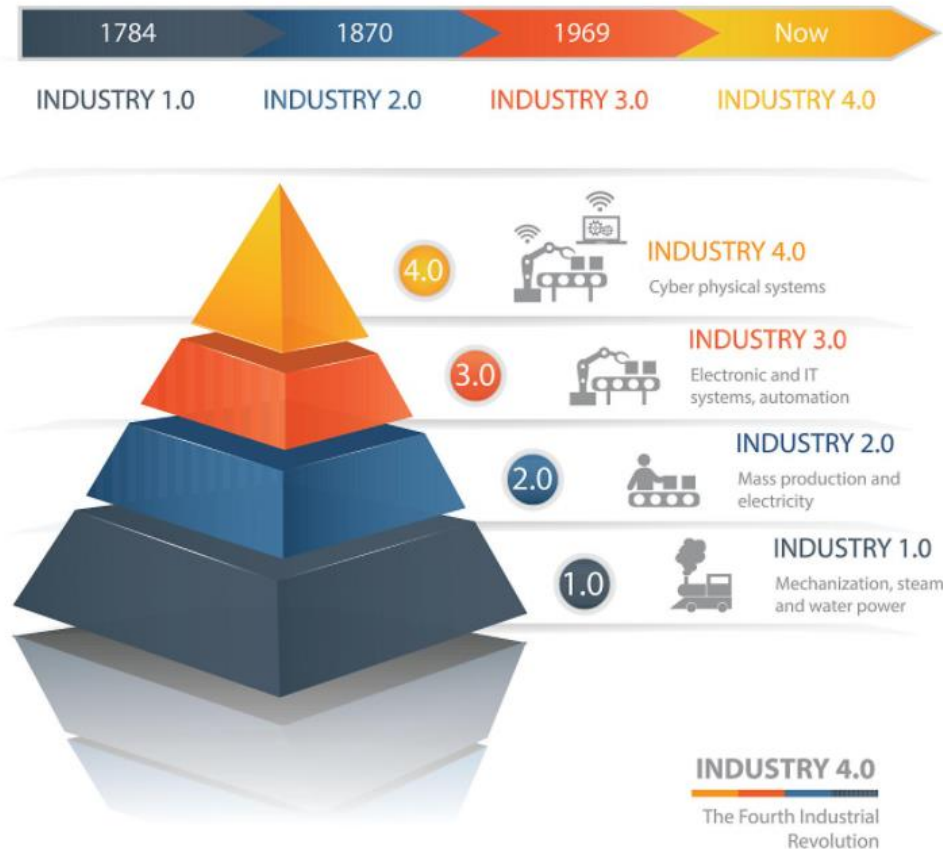 1784 1870 1969 Now
INDUSTRY 1.0 INDUSTRY 2.0 INDUSTRY 3.0 INDUSTRY 4.0
4.0
INDUSTRY 4.0
Cyber physical systems
3.0
INDUSTRY 3.0
Electronic and IT
systems, automation
2.0
INDUSTRY 2.0
Mass production and
electricity
1.0
INDUSTRY 1.0
Mechanization, steam
and water power
INDUSTRY 4.0
The Fourth Industrial
Revolution